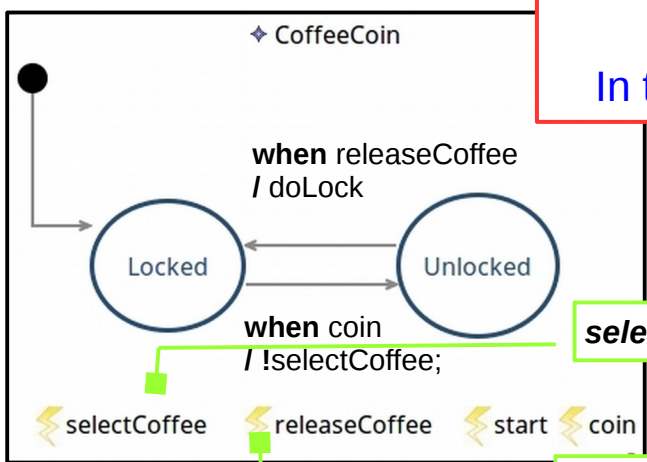 CoffeeCoin
In t
when releaseCoffee
/ doLock
Locked
Unlocked
when coin
/ !selectCoffee;
sele
selectCoffee releaseCoffee start coin